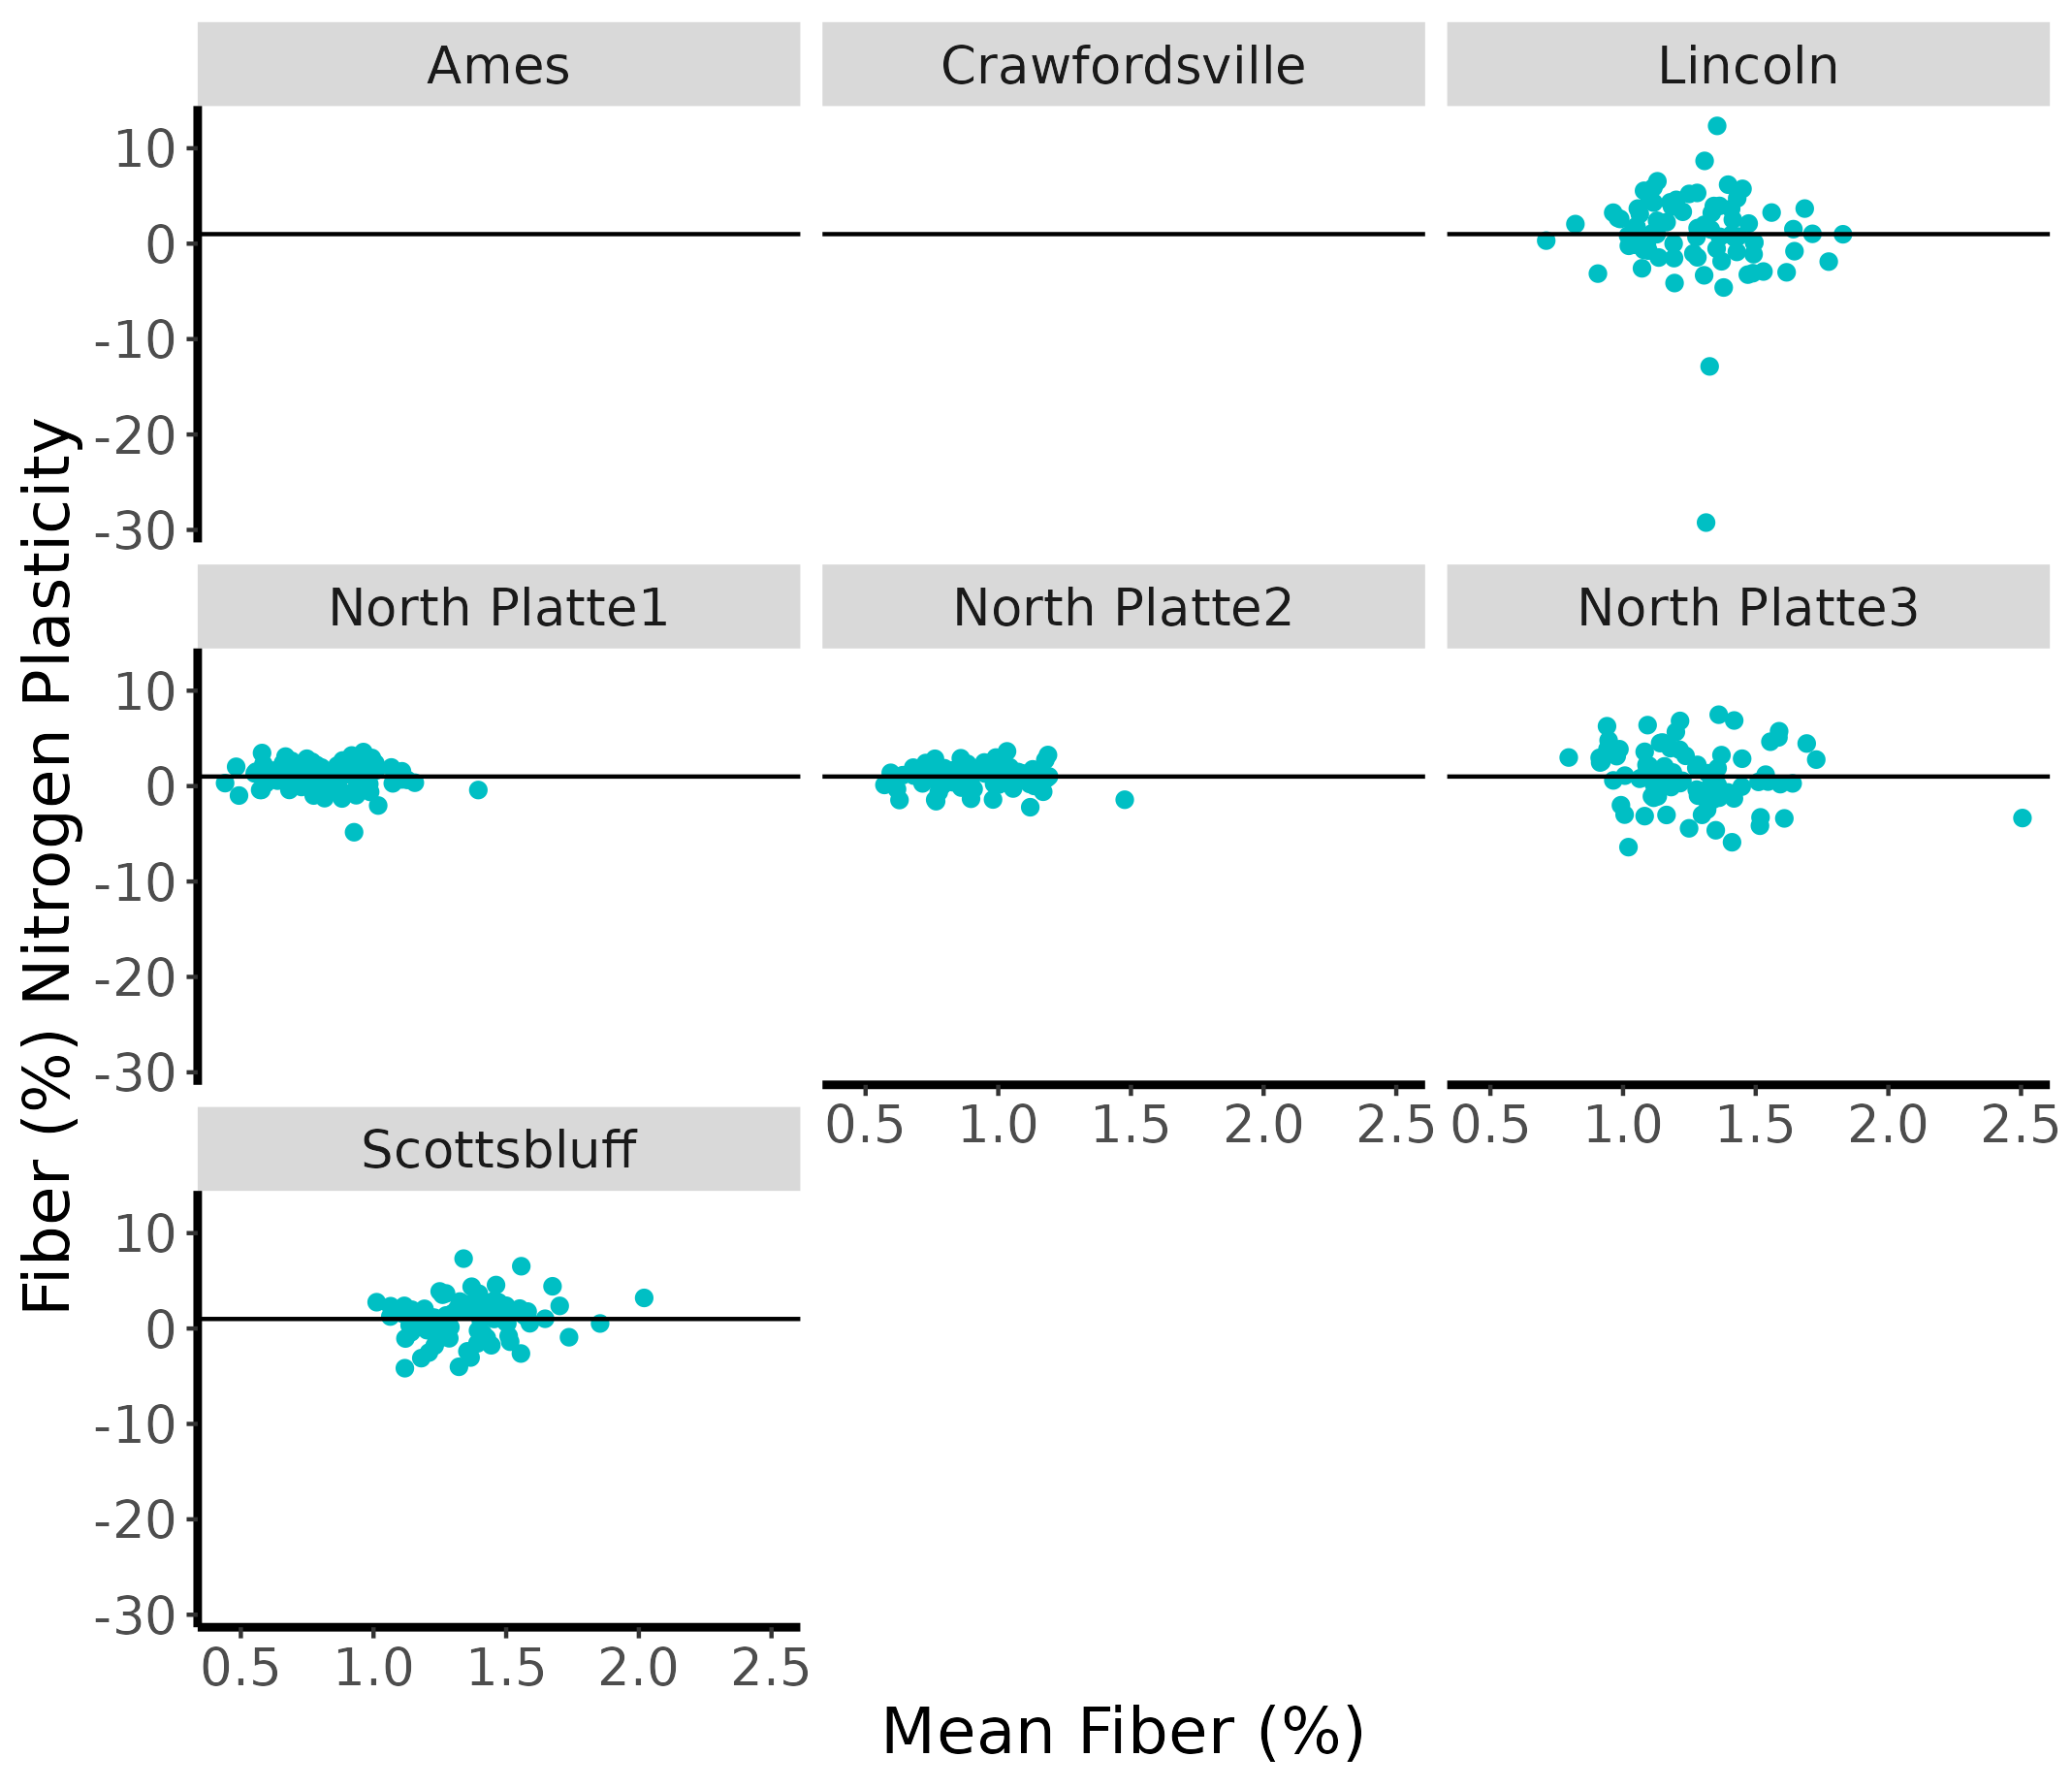 Ames
Crawfordsville
Lincoln
10
0
-10
-20
-30
North Platte1
North Platte2
North Platte3
10
0
-10
-20
-30
0.5 1.0 1.5 2.0 2.5
0.5 1.0 1.5 2.0 2.5
Scottsbluff
10
0
-10
-20
-30
0.5 1.0 1.5 2.0 2.5
Fiber (%) Nitrogen Plasticity
Mean Fiber (%)